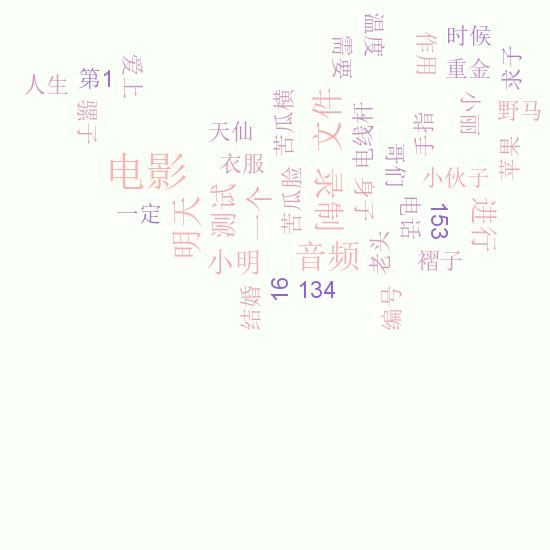 温度
需要
作用
时候
求子
爱上
第1
人生
重金
骡子
苦瓜横
文件
电线杆
背手
小丽
野马
天仙
苹果
电影
衣服
哥们
小伙子
苦瓜脸
录制
身子
一定
明天
测试
一个
电话
153
进行
小明
音频
老头
褶子
结婚
16
134
编号